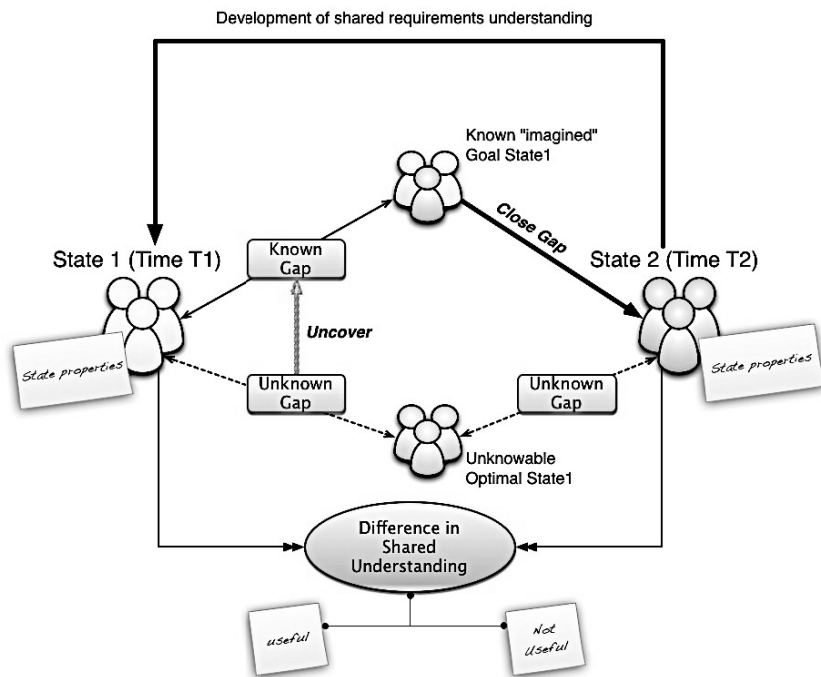 Development of shared requirements understanding
Known "imagined"
Goal State1
Close Gap
State 1 (Time T1)
Known
Gap
State 2 (Time T2)
Uncover
State properties
State properties
Unknown
Gap
Unknown
Gap
Unknowable
Optimal State1
Difference in
Shared
Understanding
useful
Not
Useful